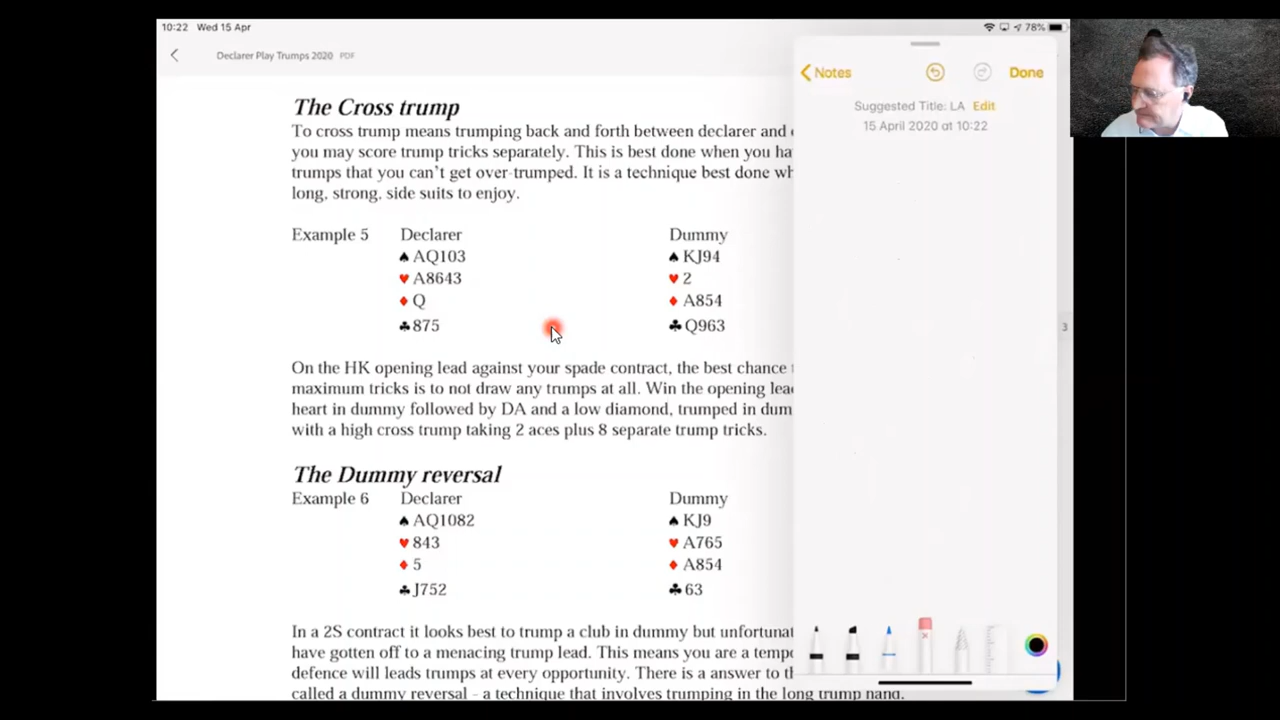 10:22 Wed 15 Apr
78%
Declarer Play Trumps 2020 PDF
The Cross trump
To cross trump means trumping back and forth between declarer and
you may score trump tricks separately. This is best done when you
trumps that you can't get over-trumped. It is a technique best done
long, strong, side suits to enjoy.
Example 5 Declarer Dummy
♠ AQ103 ♠ KJ94
♥ A8643 ♥ 2
♦ Q ♦ A854
♣ 875 ♣ Q963
On the HK opening lead against your spade contract, the best chance
maximum tricks is to not draw any trumps at all. Win the opening
heart in dummy followed by DA and a low diamond, trumped in
with a high cross trump taking 2 aces plus 8 separate trump tricks.
The Dummy reversal
Example 6 Declarer Dummy
♠ AQ1082 ♠ KJ9
♥ 843 ♥ A765
♦ 5 ♦ A854
♣ J752 ♣ 63
In a 2S contract it looks best to trump a club in dummy but
have gotten off to a menacing trump lead. This means you are a
defence will leads trumps at every opportunity. There is a answer to
called a dummy reversal - a technique that involves trumping in the long trump hand.
3
Notes
Done
Suggested Title: LA Edit
15 April 2020 at 10:22